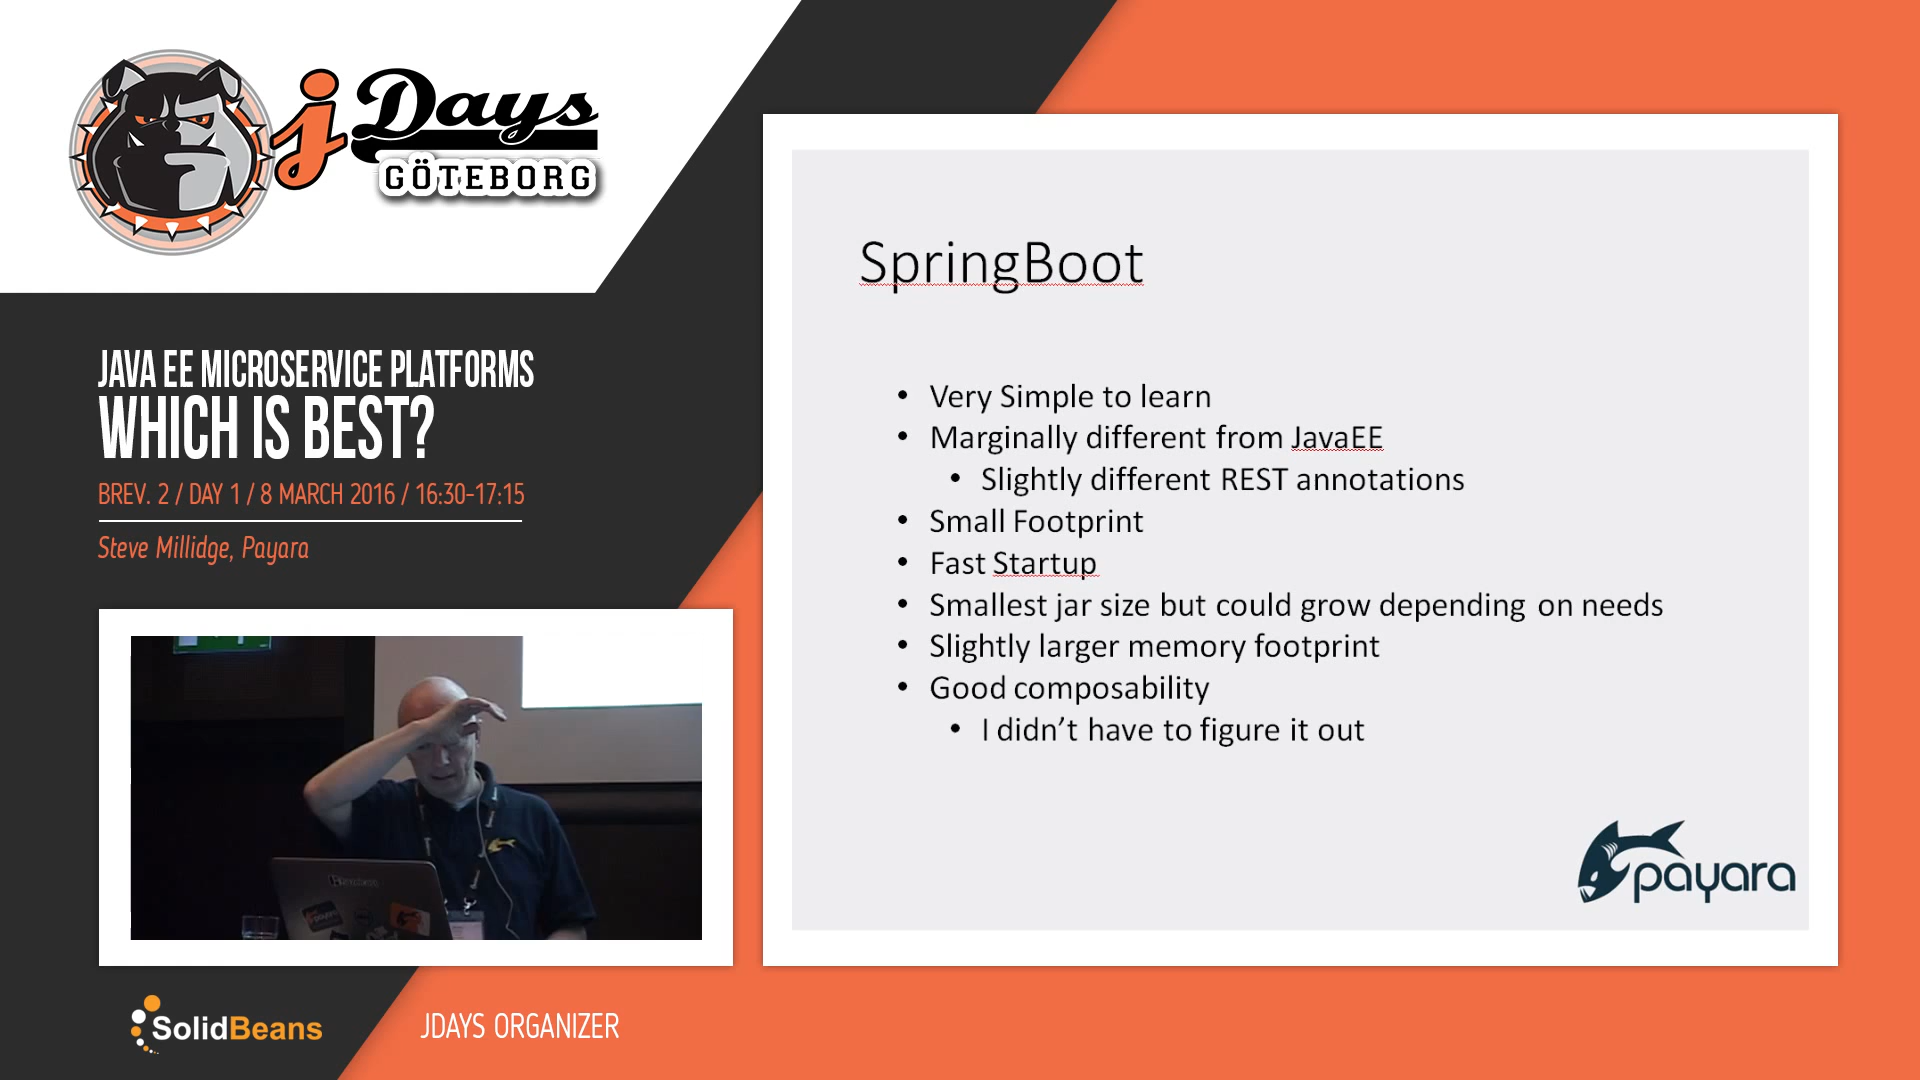 jDays
GÖTEBORG
JAVA EE MICROSERVICE PLATFORMS
WHICH IS BEST?
BREV. 2 / DAY 1 / 8 MARCH 2016 / 16:30-17:15
Steve Millidge, Payara
SpringBoot
• Very Simple to learn
• Marginally different from JavaEE
• Slightly different REST annotations
• Small Footprint
• Fast Startup
• Smallest jar size but could grow depending on needs
• Slightly larger memory footprint
• Good composability
• I didn’t have to figure it out
payara
payara
SolidBeans
JDAYS ORGANIZER